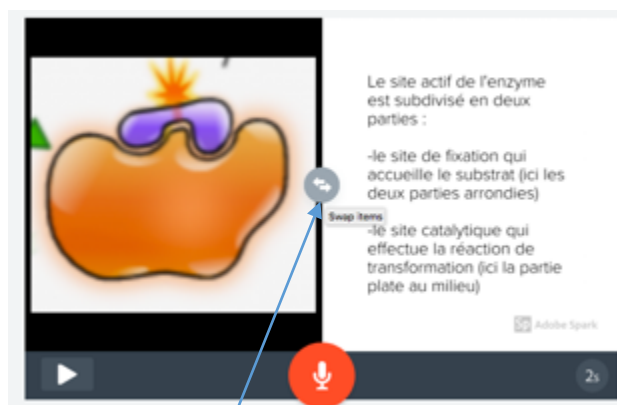 Le site actif de l'enzyme
est subdivisé en deux
parties :
-le site de fixation qui
accueille le substrat (ici les
deux parties arrondies)
Swap items
-le site catalytique qui
effectue la réaction de
transformation (ici la partie
plate au milieu)
Sp Adobe Spark
2s